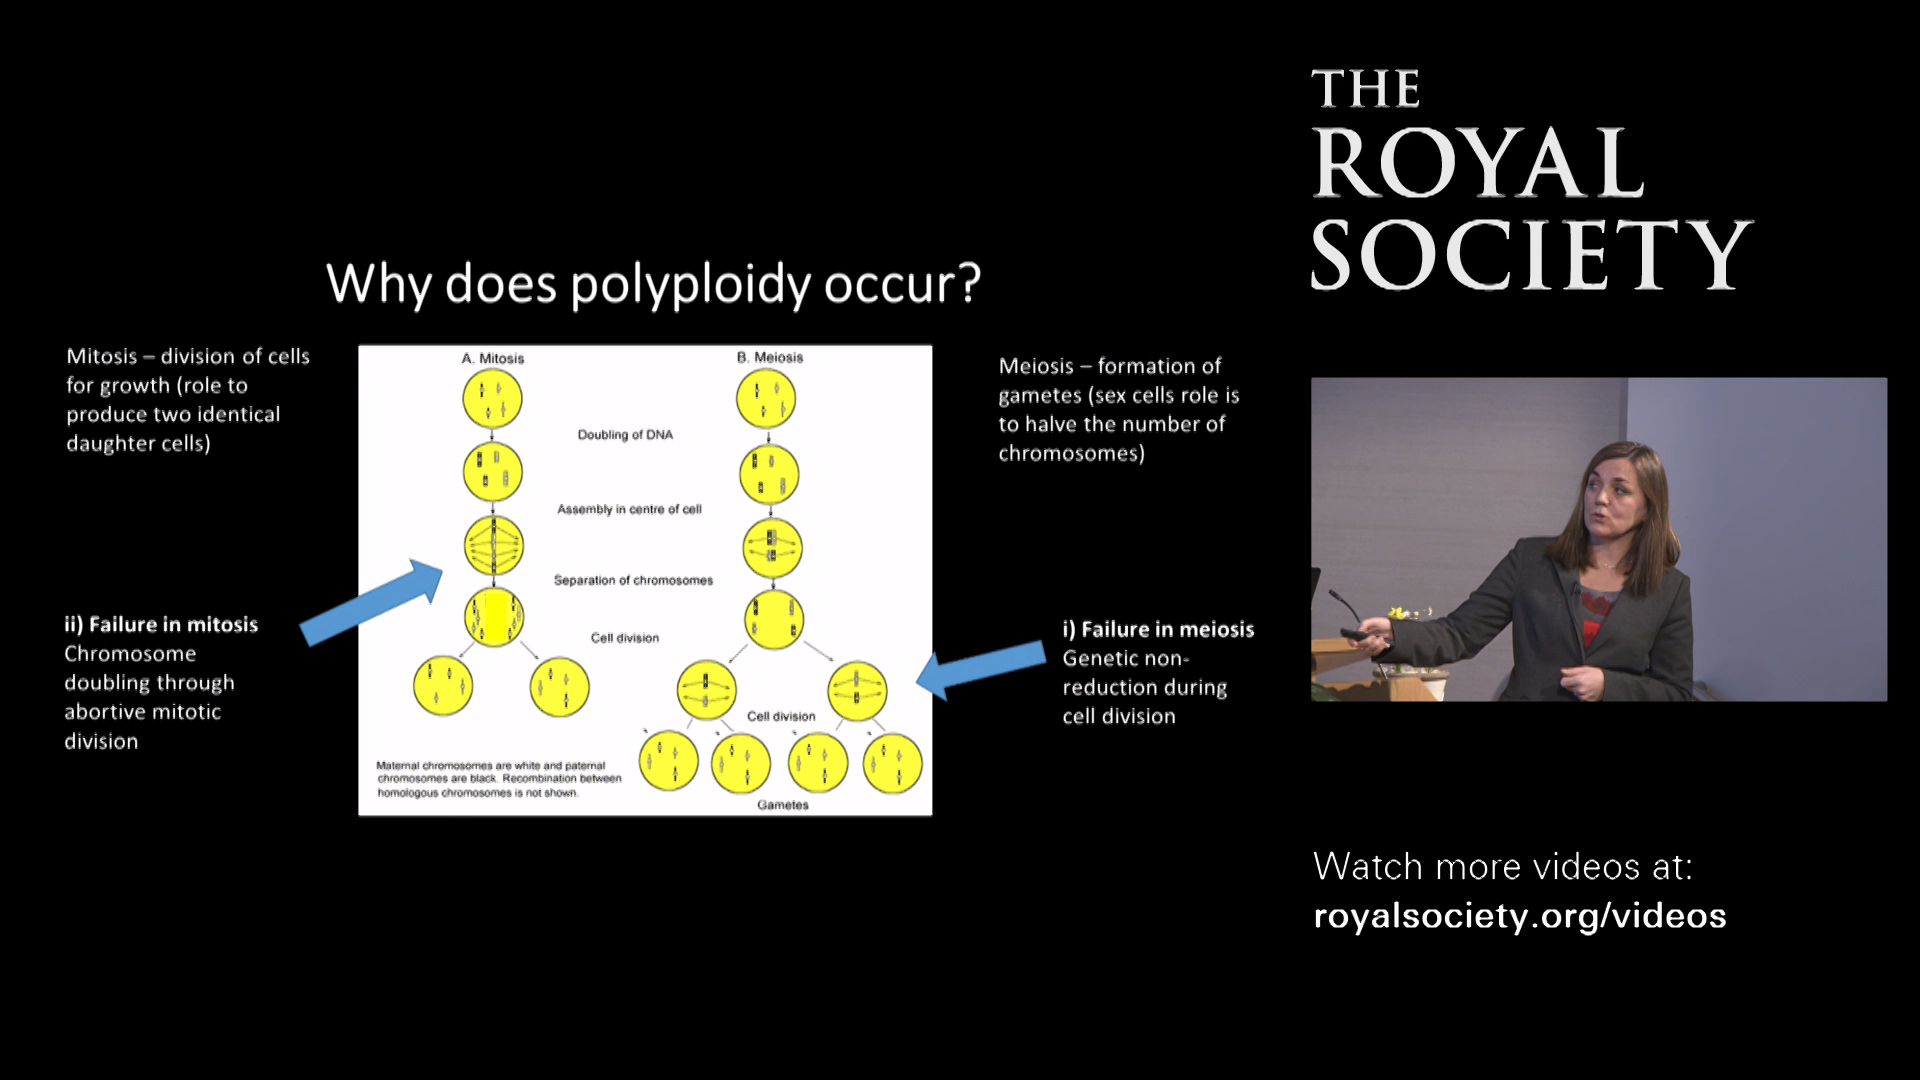 THE
ROYAL
SOCIETY
Why does polyploidy occur?
Mitosis – division of cells
for growth (role to
produce two identical
daughter cells)
ii) Failure in mitosis
Chromosome
doubling through
abortive mitotic
division
A. Mitosis
B. Meiosis
Doubling of DNA
Assembly in centre of cell
Separation of chromosomes
Cell division
Cell division
Maternal chromosomes are white and paternal
chromosomes are black. Recombination between
homologous chromosomes is not shown.
Gametes
Meiosis – formation of
gametes (sex cells role is
to halve the number of
chromosomes)
i) Failure in meiosis
Genetic non-
reduction during
cell division
Watch more videos at:
royalsociety.org/videos